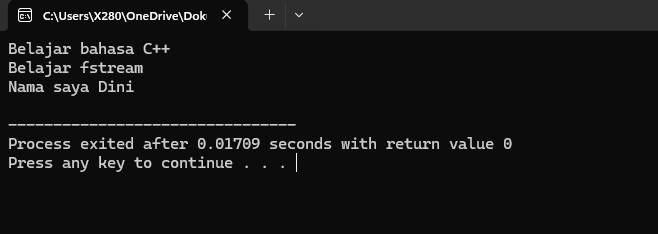 C:\Users\X280\OneDrive\Dok
Belajar bahasa C++
Belajar fstream
Nama saya Dini
--------------------------------
Process exited after 0.01709 seconds with return value 0
Press any key to continue . . .